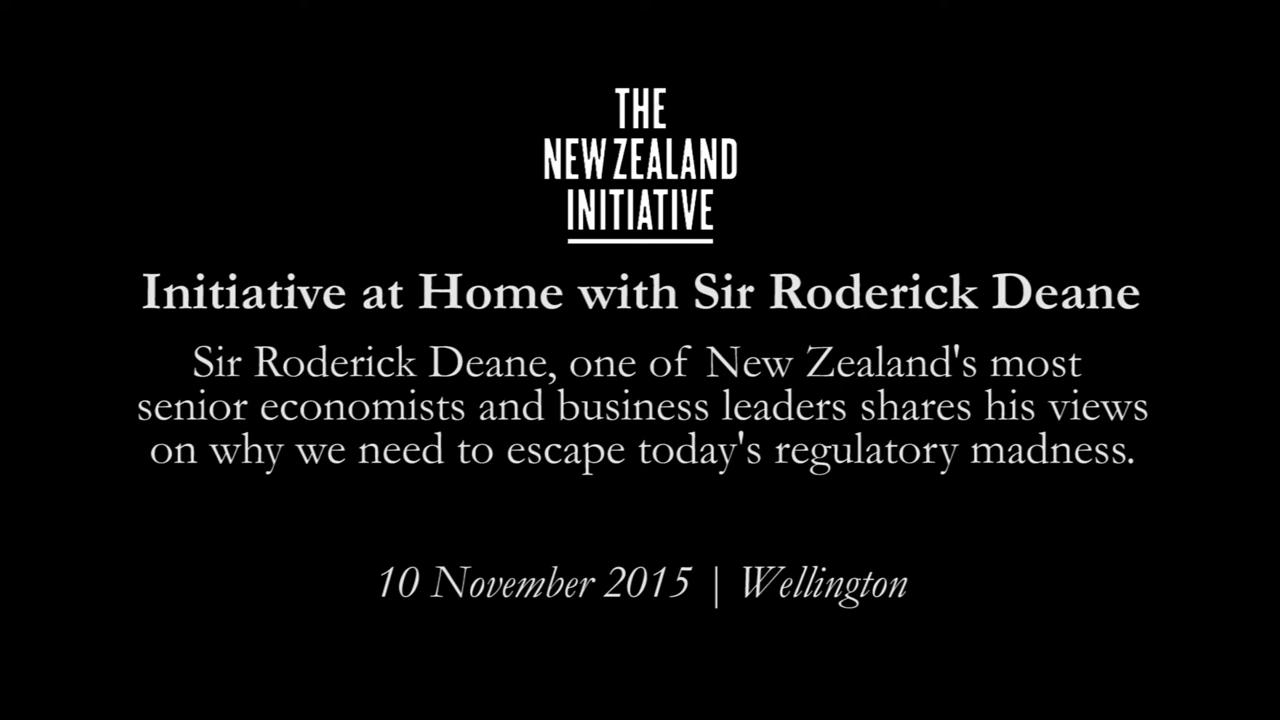 THE
NEW ZEALAND
INITIATIVE
Initiative at Home with Sir Roderick Deane
Sir Roderick Deane, one of New Zealand's most
senior economists and business leaders shares his views
on why we need to escape today's regulatory madness.
10 November 2015 | Wellington